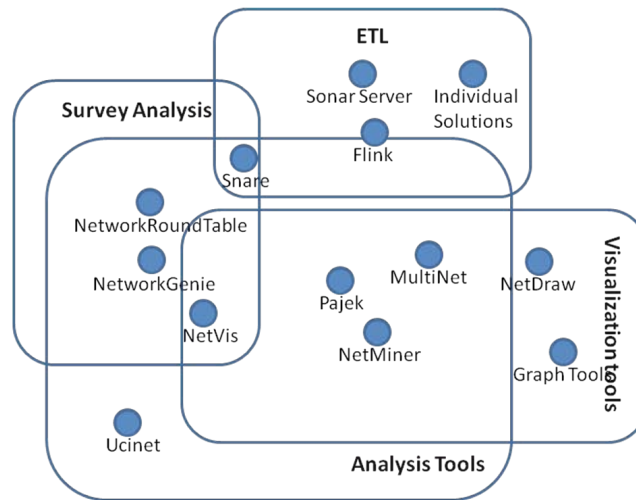 ETL
Sonar Server
Individual
Solutions
Survey Analysis
Flink
Snare
NetworkRoundTable
NetworkGenie
MultiNet
NetDraw
Visualization tools
Pajek
NetVis
NetMiner
Graph Tools
Ucinet
Analysis Tools